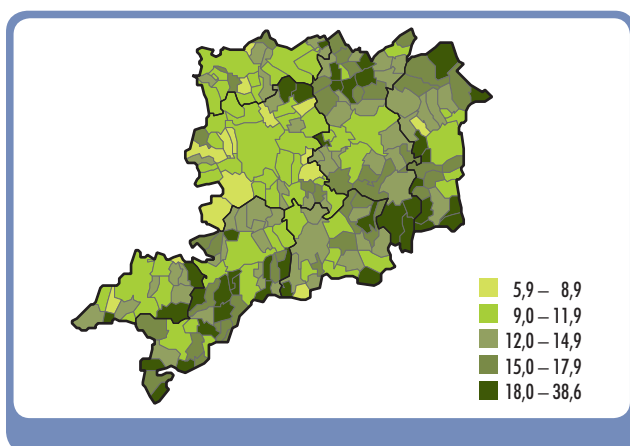 5,9 – 8,9
9,0 – 11,9
12,0 – 14,9
15,0 – 17,9
18,0 – 38,6